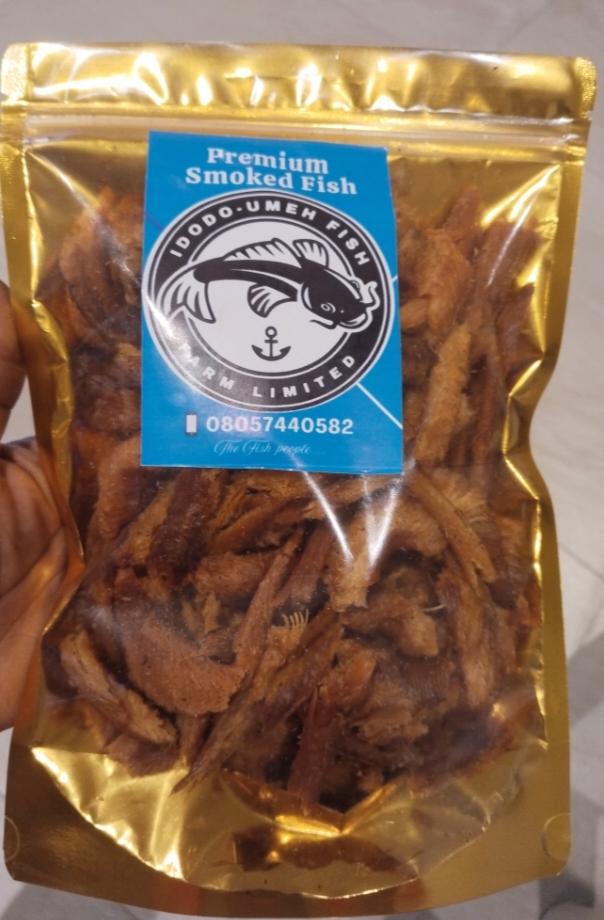 Premium
Smoked Fish
IDODO-UMEH FISH
FARM LIMITED
08057440582
The Fish people...